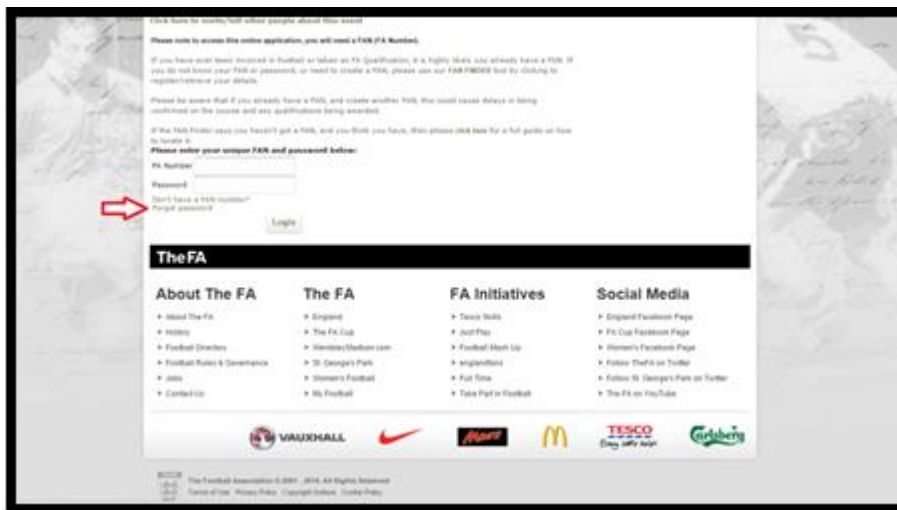 Click here to notify/tell other people about this event
Please note to access this online application, you will need a FAN (FA Number).
If you have ever been involved in football or taken an FA Qualification, it is highly likely you already have a FAN. If
you do not know your FAN or password, or need to create a FAN, please use our FAN FINDER tool by clicking to
register/retrieve your details.
Please be aware that if you already have a FAN, and create another FAN, this could cause delays in being
confirmed on the course and any qualifications being awarded.
If the FAN Finder says you haven't got a FAN, and you think you have, then please click here for a full guide on how
to locate it.
Please enter your unique FAN and password below:
FA Number
Password
Don't have a FAN number?
Forgot password
Login
TheFA
About The FA
About The FA
History
Football Directory
Football Rules & Governance
Jobs
Contact Us
The FA
England
The FA Cup
WembleyStadium.com
St. George's Park
Women's Football
My Football
FA Initiatives
Tesco Skills
Just Play
Football Mash Up
englandfans
Full Time
Take Part in Football
Social Media
England Facebook Page
FA Cup Facebook Page
Women's Facebook Page
Follow TheFA on Twitter
Follow St. George's Park on Twitter
The FA on YouTube
VAUXHALL
Mars
TESCO
Every little helps
Carlsberg
The Football Association © 2001 - 2014. All Rights Reserved
Terms of Use Privacy Policy Copyright Notices Cookie Policy